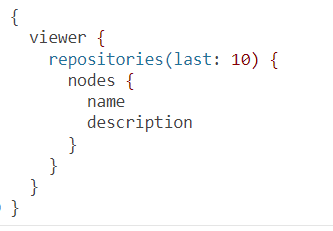 {
  viewer {
    repositories(last: 10) {
      nodes {
        name
        description
      }
    }
  }
}